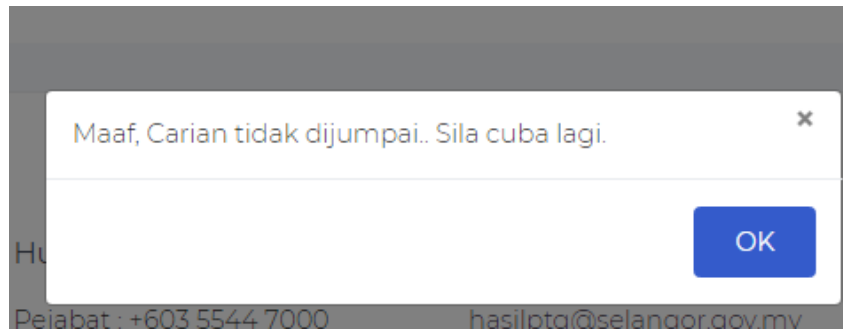 Maaf, Carian tidak dijumpai.. Sila cuba lagi.
×
OK
Pejabat : +603 5544 7000 hasilptg@selangor.gov.my